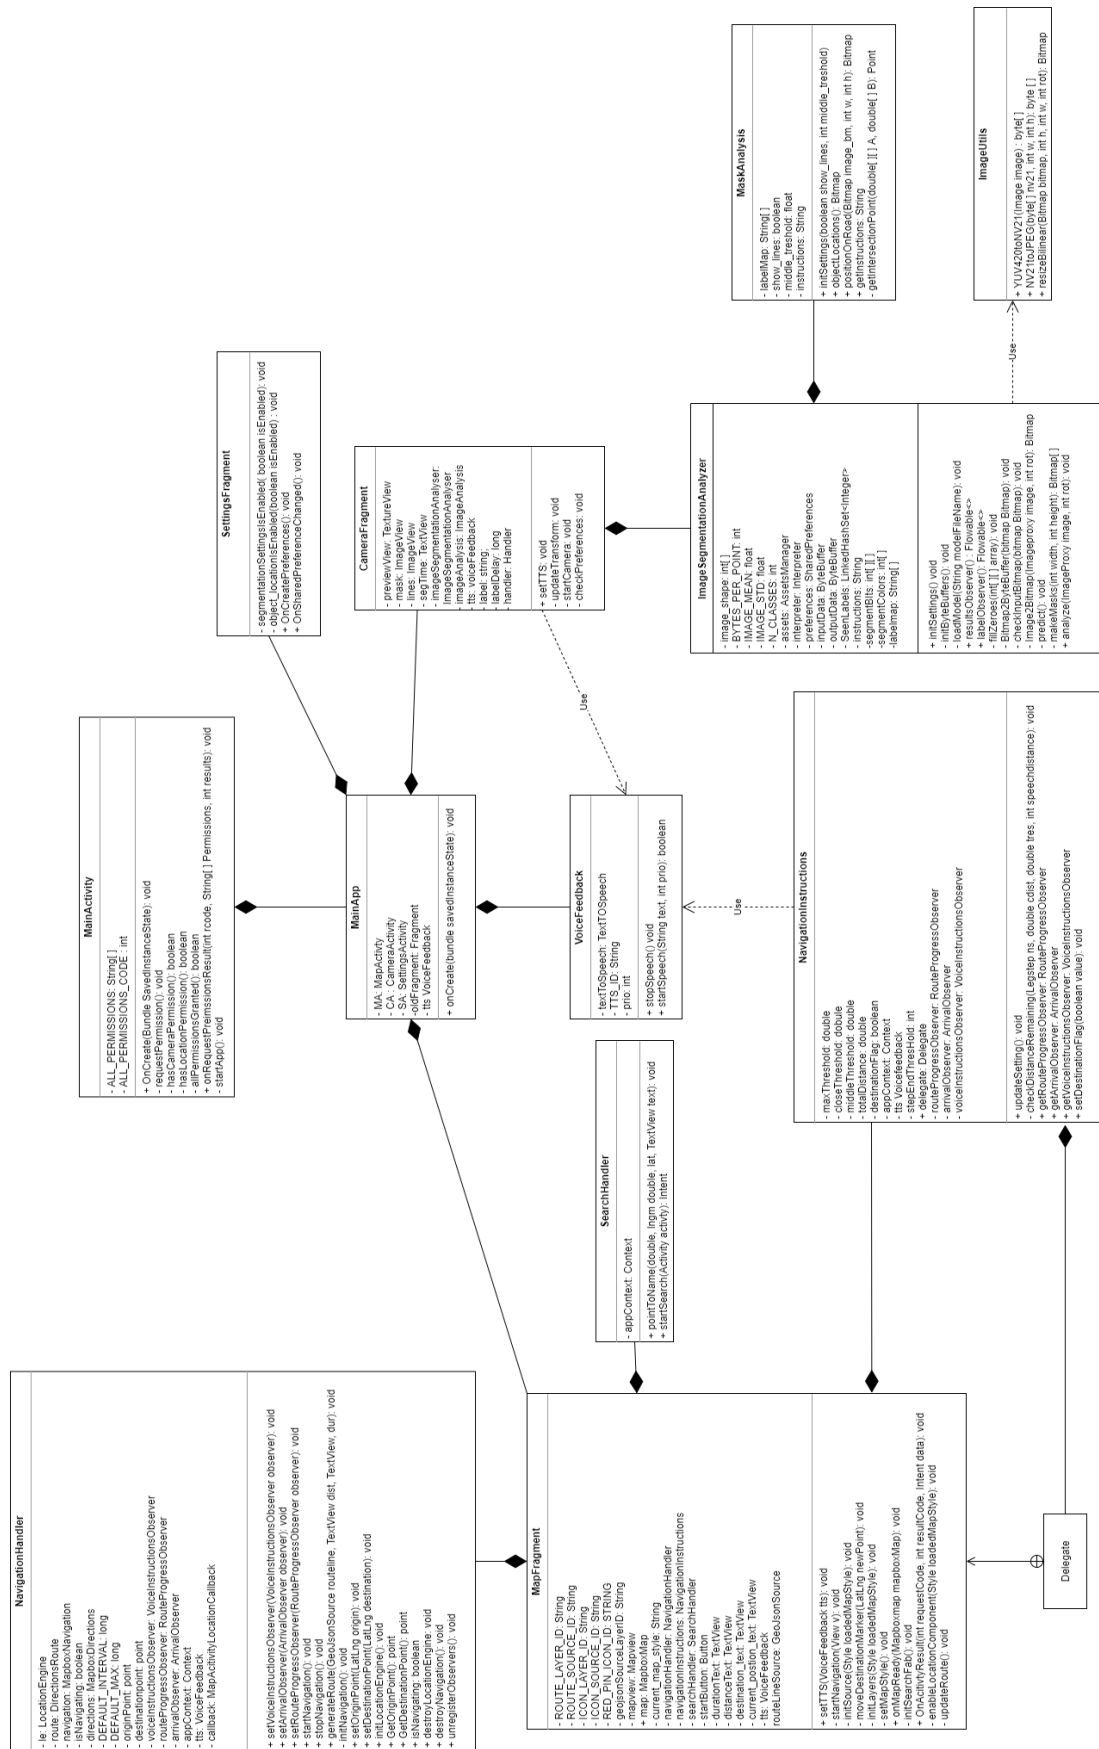 NavigationHandler
- le: LocationEngine
- route: DirectionsRoute
- navigation: MapboxNavigation
- isNavigating: boolean
- directions: MapboxDirections
- DEFAULT_INTERVAL: long
- DEFAULT_MAX: long
- originPoint: point
- destinationpoint: point
- voiceinstructionsObserver: VoiceInstructionsObserver
- routeProgressObserver: RouteProgressObserver
- arrivalObserver: ArrivalObserver
- appContext: Context
- tts: VoiceFeedback
- callback: MapActivityLocationCallback
+ setVoiceInstructionsObserver(VoiceInstructionsObserver observer): void
+ setArrivalObserver(ArrivalObserver observer): void
+ setRouteProgressObserver(RouteProgressObserver observer): void
+ startNavigation(): void
+ stopNavigation(): void
+ generateRoute(GeoJsonSource routeline, TextView dist, TextView, dur): void
- initNavigation(): void
+ setOriginPoint(LatLng origin): void
+ setDestinationPoint(LatLng destination): void
+ initLocationEngine(): void
+ GetOriginPoint(): point
+ GetDestinationPoint(): point
+ isNavigating: boolean
+ destroyLocationEngine(): void
+ destroyNavigation(): void
+ unregisterObservers(): void
MainActivity
- ALL_PERMISSIONS: String[ ]
- ALL_PERMISSIONS_CODE : int
+ OnCreate(Bundle SavedInstanceState): void
- requestPermission(): void
- hasCameraPermission(): boolean
- hasLocationPermission(): boolean
- allPermissionsGranted(): boolean
+ onRequestPreimissionsResult(int rcode, String[ ] Permissions, int results): void
- startApp(): void
SettingsFragment
- segmentationSettingsIsEnabled( boolean isEnabled): void
- object_locationIsEnabled(boolean isEnabled) : void
+ OnCreatePreferences(): void
+ OnSharedPreferenceChanged(): void
MainApp
- MA: MapActivty
- CA : CameraActivity
- SA: SettingsActivity
-oldFragment: Fragment
- tts VoiceFeedback
+ onCreate(bundle savedInstanceState): void
CameraFragment
- previewView: TextureView
- mask: ImageView
- lines: ImageView
- segTime: TextView
- imageSegmentationAnalyser:
ImageSegmentationAnalyser
- imageAnalysis: ImageAnalysis
- tts: voiceFeedback
- label: string;
- labelDelay: long
- handler: Handler
+ setTTS: void
- updateTransform: void
- startCamera: void
- checkPreferences: void
Use
VoiceFeedback
- textToSpeech: TextTOSpeech
- TTS_ID: String
- prio: int
+ stopSpeech() void
+ startSpeech(String text, int prio): boolean
Use
SearchHandler
- appContext: Context
+ pointToName(double, lngm double, lat, TextView text): void
+ startSearch(Activity activty): Intent
MapFragment
- ROUTE_LAYER_ID: String
- ROUTE_SOURCE_ID: String
- ICON_LAYER_ID: String
- ICON_SOURCE_ID: String
- RED_PIN_ICON_ID: STRING
- geojsonSourceLayerID: String
- mapview: Mapview
+ map: MapboxMap
- current_map_style: String
- navigationHandler: NavigationHandler
- navigationInstructions: NavigationInstructions
- searchHandler: SearchHandler
- startButton: Button
- durationText: TextView
- distanceText: TextView
- destination_text: TextView
- current_postion_text: TextView
- tts: VoiceFeedback
routeLineSource: GeoJsonSource
+ setTTS(VoiceFeedback tts): void
- startNavigation(View v): void
- initSource(Style loadedMapStyle): void
- moveDestinationMarker(LatLng newPoint): void
- initLayers(Style loadedMapStyle): void
- setMapStyle(): void
+ onMapReady(Mapboxmap mapboxMap): void
- initSearchFab(): void
+ OnActivityResult(int requestCode, int resultCode, Intent data): void
- enableLocationComponent(Style loadedMapStyle): void
- updateRoute(): void
ImageSegmentationAnalyzer
- image_shape: int[ ]
- BYTES_PER_POINT: int
- IMAGE_MEAN: float
- IMAGE_STD: float
- N_CLASSES: int
- assets: AssetsManager
- interpreter: Interpreter
- preferences: SharedPreferences
- inputData: ByteBuffer
- outputData: ByteBuffer
- SeenLabels: LinkedHashSet<Integer>
- instructions: String
-segmentBits: int[ ][ ]
-segmentColors: int[ ]
-labelmap: String[ ]
+ initSettings() void
- initByteBuffers(): void
- loadModel(String modelFileName): void
+ resultsObserver() : Flowable<>
+ labelObserver(): Flowable<>
- fillZeroes(int[ ][ ] array): void
- Bitmap2ByteBuffer(bitmap Bitmap): void
- checkInputBitmap(bitmap Bitmap): void
- Image2Bitmap(Imageproxy image, int rot): Bitmap
- predict(): void
- makeMasks(int width, int height): Bitmap[ ]
+ analyze(ImageProxy image, int rot): void
MaskAnalysis
- labelMap: String[ ]
- show_lines: boolean
- middle_treshold: float
- instructions: String
+ initSettings(boolean show_lines, int middle_treshold)
+ objectLocations(): Bitmap
+ positionOnRoad(Bitmap image_bm, int w, int h): Bitmap
+ getInstructions: String
- getIntersectionPoint(double[ ][ ] A, double[ ] B): Point
Use
ImageUtils
+ YUV420toNV21(Image image) : byte[ ]
+ NV21toJPEG(byte[ ] nv21, int w, int h): byte [ ]
+ resizeBilinear(Bitmap bitmap, int h, int w, int rot): Bitmap
NavigationInstructions
- maxThreshold: double
- closeThreshold: dobule
- middleThreshold: double
- totalDistance: double
- destinationFlag: boolean
- appContext: Context
- tts Voicefeedback
- stepEndThresHold: int
+ delegate: Delegate
- routeProgressObserver: RouteProgressObserver
- arrivalObserver: ArrivalObserver
- voiceInstructionsObserver: VoiceInstructionsObserver
+ updateSetting(): void
- checkDistanceRemaining(Legstep ns, double cdist, double tres, int speechdistance): void
+ getRouteProgressObserver: RouteProgressObserver
+ getArrivalObserver: ArrivalObserver
+ getVoiceInstructionsObserver: VoiceInstructionsObserver
+ setDestinationFlag(boolean value): void
Delegate